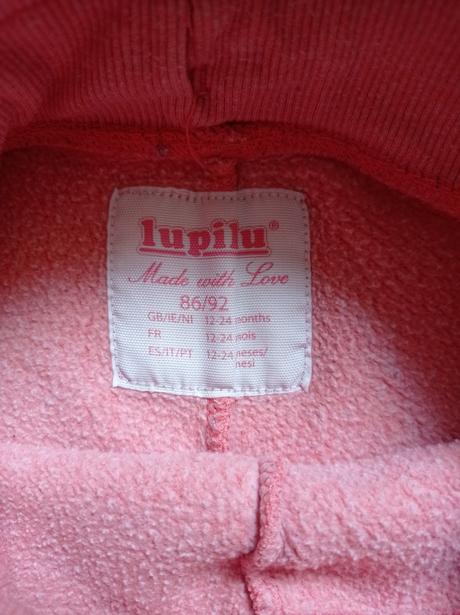 lupilu®
Made with Love
86/92
GB/IE/NI 12-24 months
FR 12-24 mois
ES/IT/PT 12-24 meses/
mesi